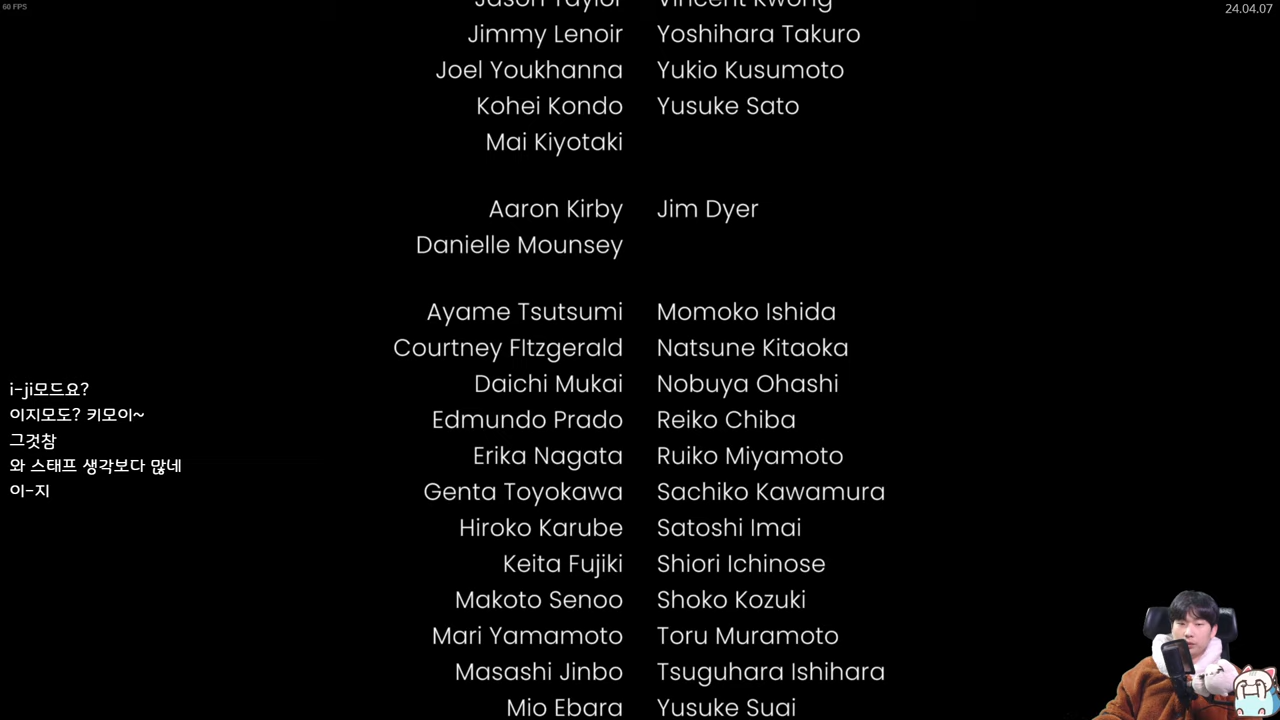 60 FPS
24.04.07
Jason Taylor Vincent Kwong
Jimmy Lenoir Yoshihara Takuro
Joel Youkhanna Yukio Kusumoto
Kohei Kondo Yusuke Sato
Mai Kiyotaki
Aaron Kirby Jim Dyer
Danielle Mounsey
Ayame Tsutsumi Momoko Ishida
Courtney FItzgerald Natsune Kitaoka
Daichi Mukai Nobuya Ohashi
Edmundo Prado Reiko Chiba
Erika Nagata Ruiko Miyamoto
Genta Toyokawa Sachiko Kawamura
Hiroko Karube Satoshi Imai
Keita Fujiki Shiori Ichinose
Makoto Senoo Shoko Kozuki
Mari Yamamoto Toru Muramoto
Masashi Jinbo Tsuguhara Ishihara
Mio Ebara Yusuke Suai
i-ji모드요?
이지모도? 키모이~
그것참
와 스태프 생각보다 많네
이-지